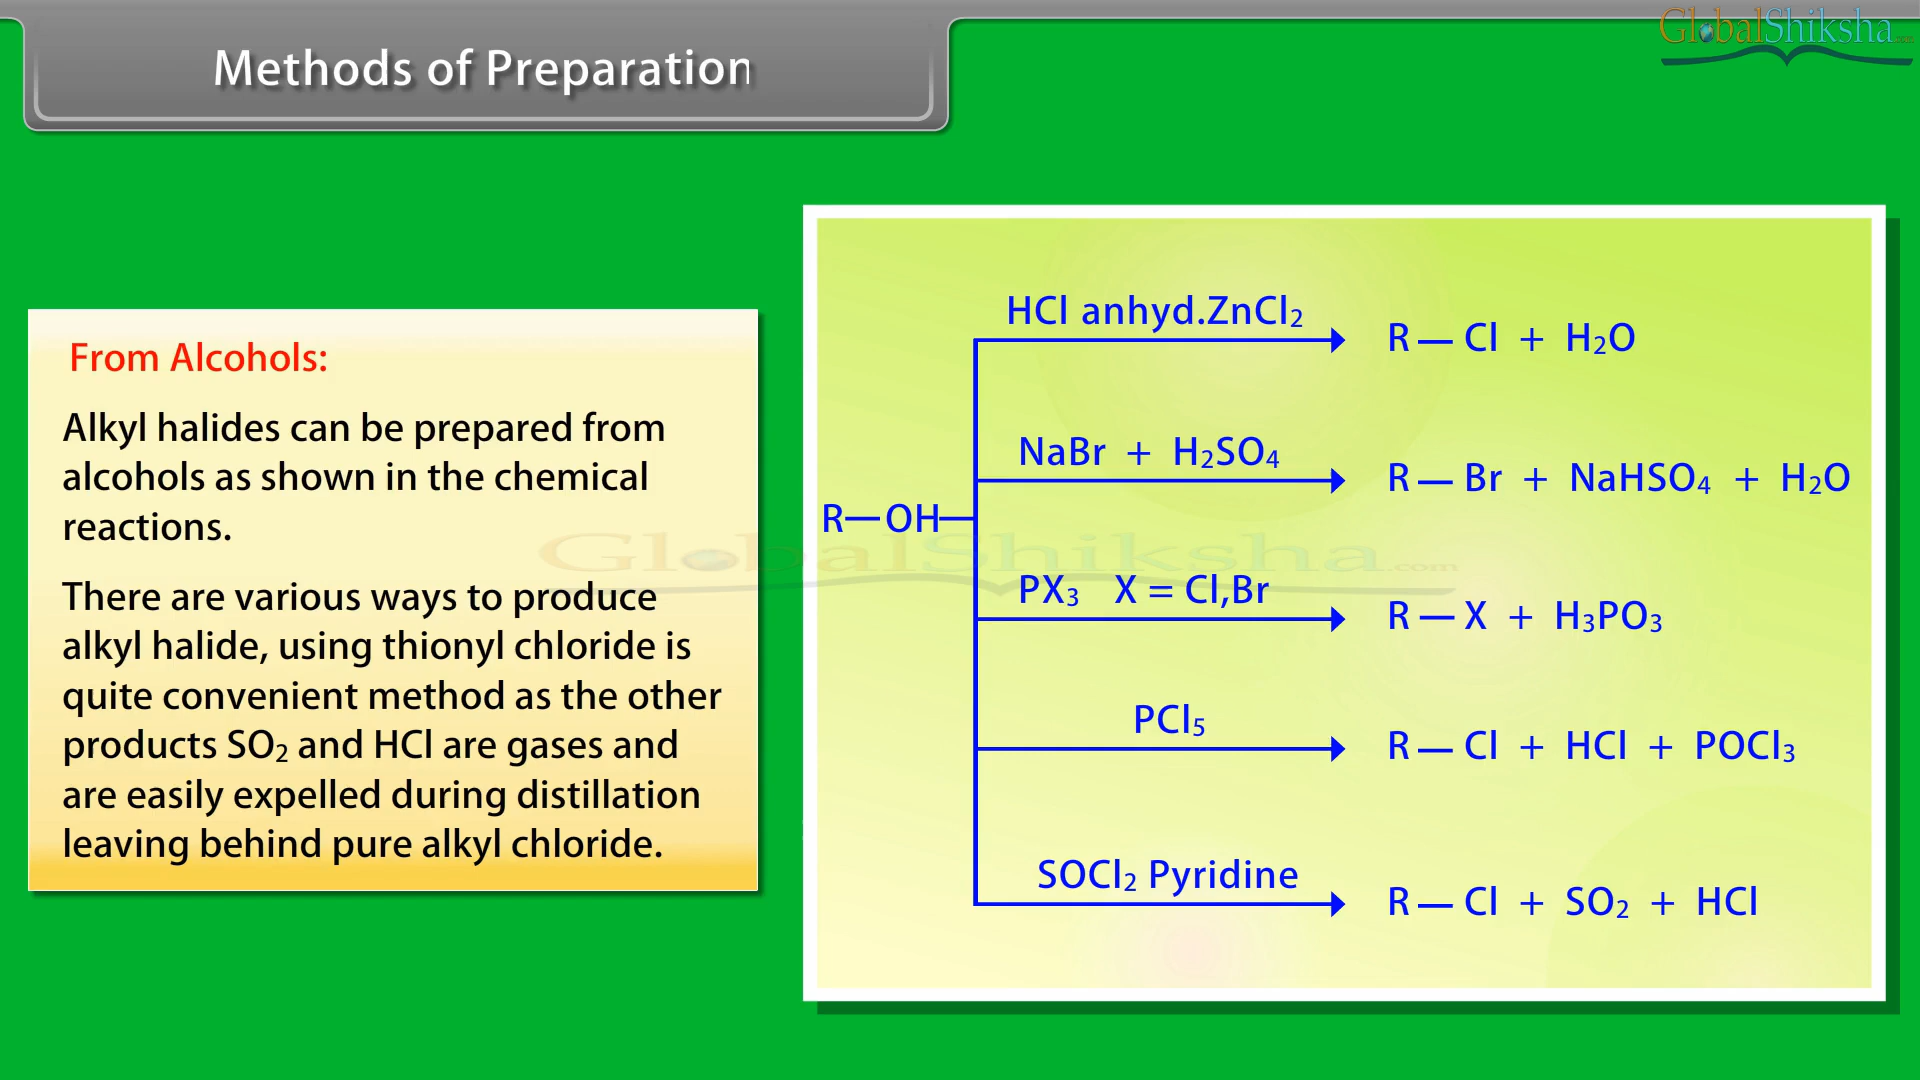 GlobalShiksha.com
Methods of Preparation
From Alcohols:
Alkyl halides can be prepared from
alcohols as shown in the chemical
reactions.
There are various ways to produce
alkyl halide, using thionyl chloride is
quite convenient method as the other
products SO₂ and HCl are gases and
are easily expelled during distillation
leaving behind pure alkyl chloride.
R—OH
HCl anhyd.ZnCl₂
R — Cl + H₂O
NaBr + H₂SO₄
R — Br + NaHSO₄ + H₂O
PX₃ X = Cl,Br
R — X + H₃PO₃
PCl₅
R — Cl + HCl + POCl₃
SOCl₂ Pyridine
R — Cl + SO₂ + HCl
GlobalShiksha.com